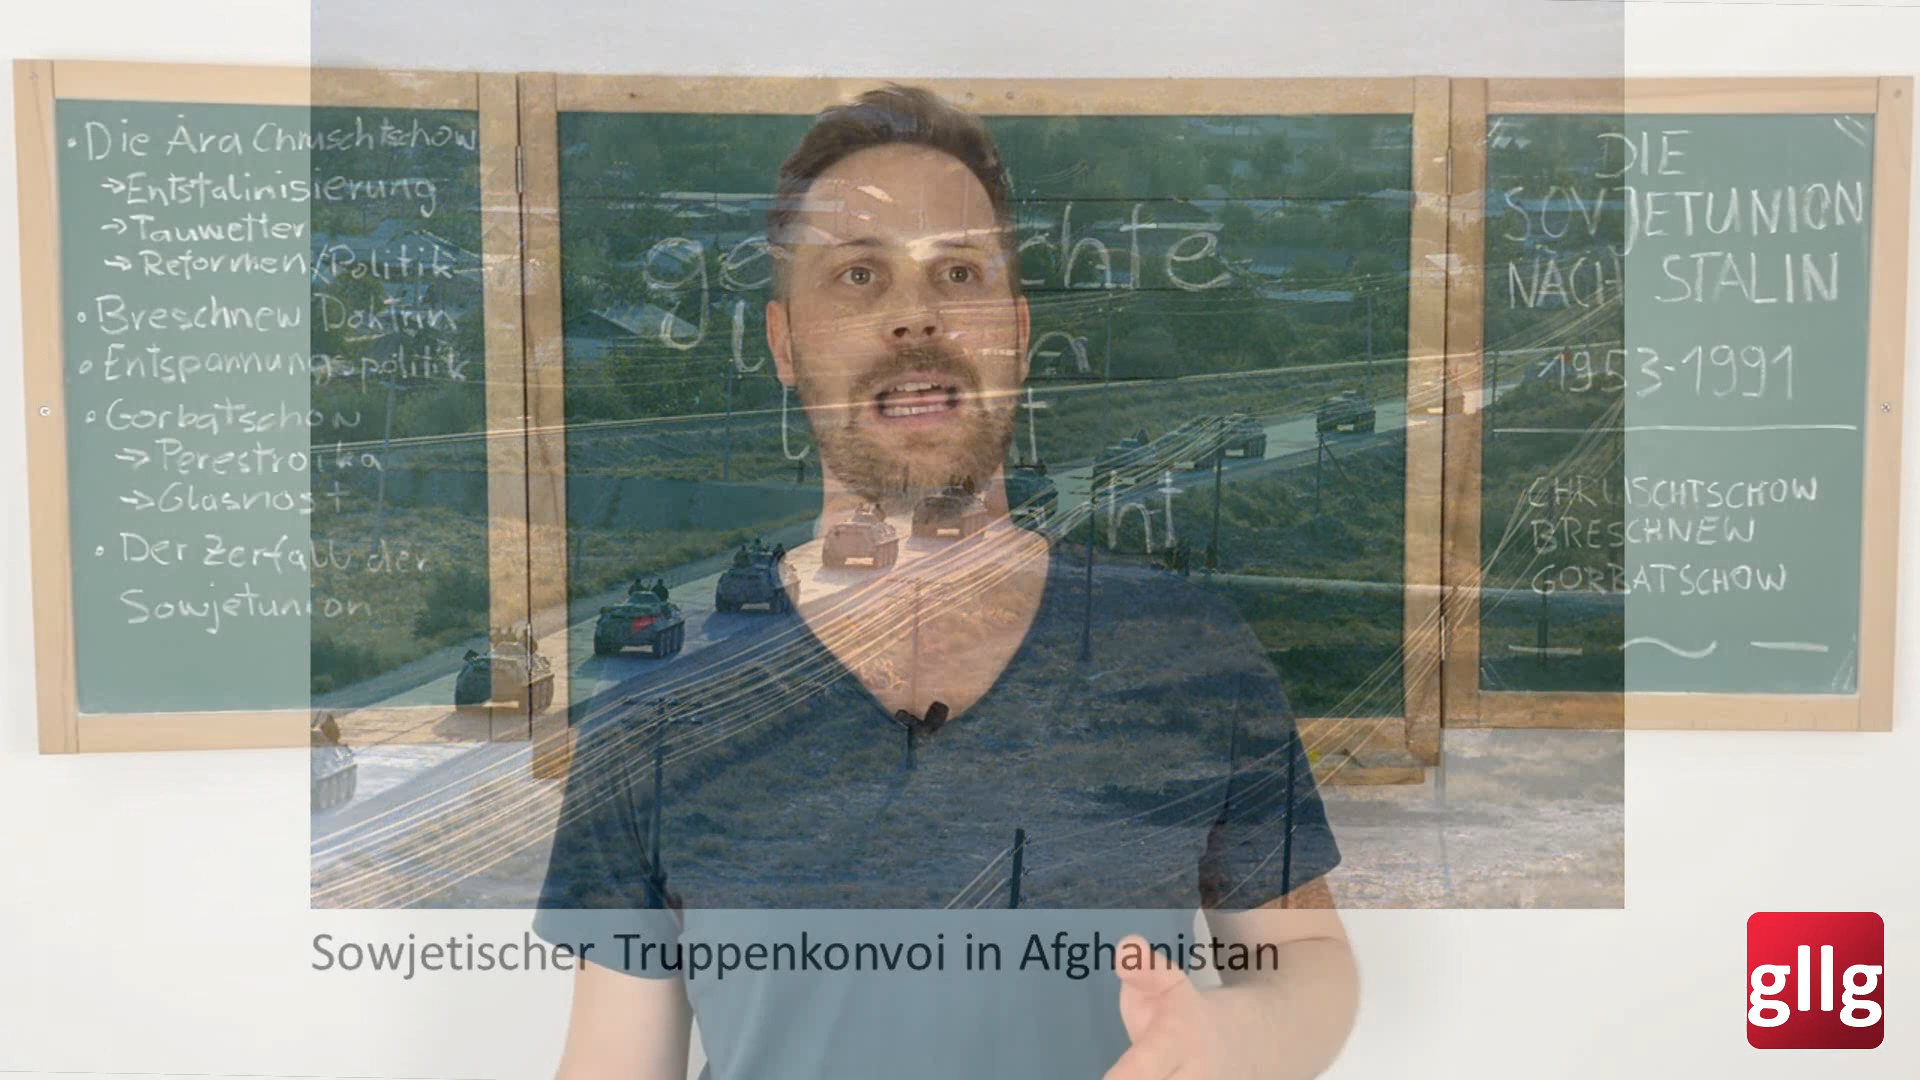 • Die Ära Chruschtschow
→ Entstalinisierung
→ Tauwetter
→ Reformen/Politik
• Breschnew Doktrin
• Entspannungspolitik
• Gorbatschow
→ Perestroika
→ Glasnost
• Der Zerfall der
Sowjetunion
DIE
SOWJETUNION
NACH STALIN
1953-1991
CHRUSCHTSCHOW
BRESCHNEW
GORBATSCHOW
Sowjetischer Truppenkonvoi in Afghanistan
gllg